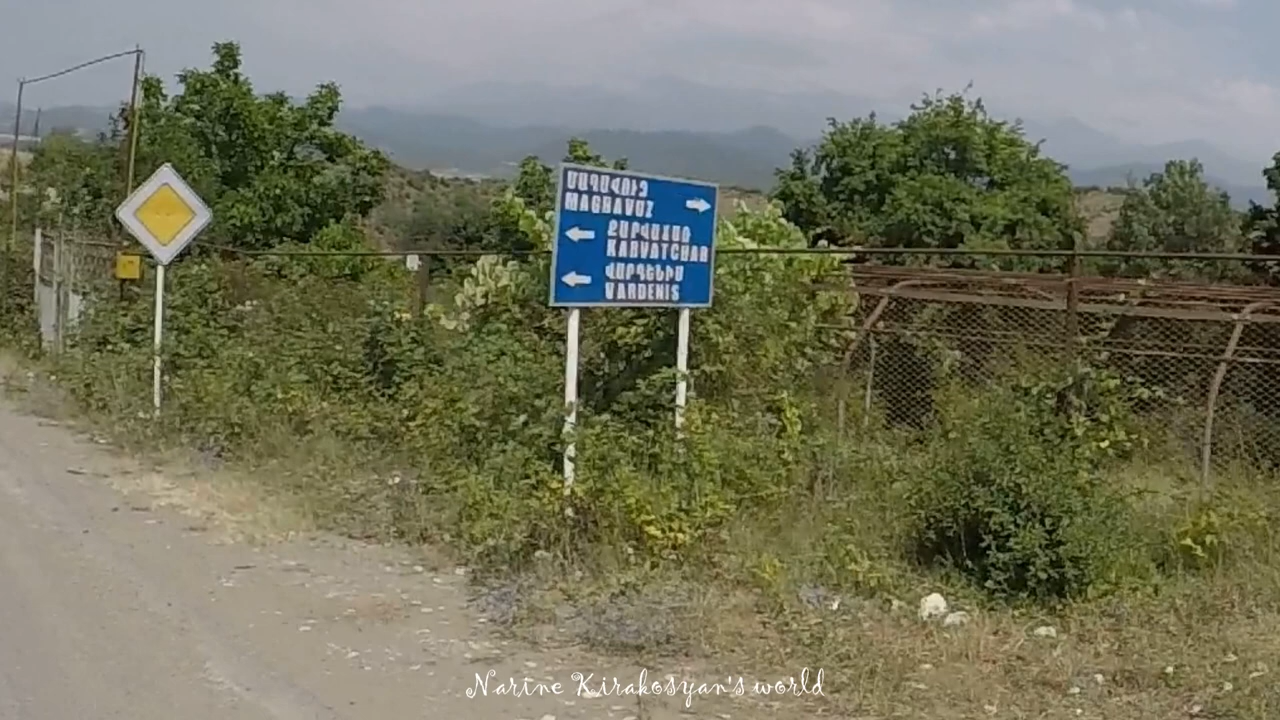 ՄԱՂԱՎՈՒԶ
MAGHAVUZ
ՔԱՐՎԱՃԱՌ
KARVATCHAR
ՎԱՐԴԵՆԻՍ
VARDENIS
Narine Kirakosyan's world